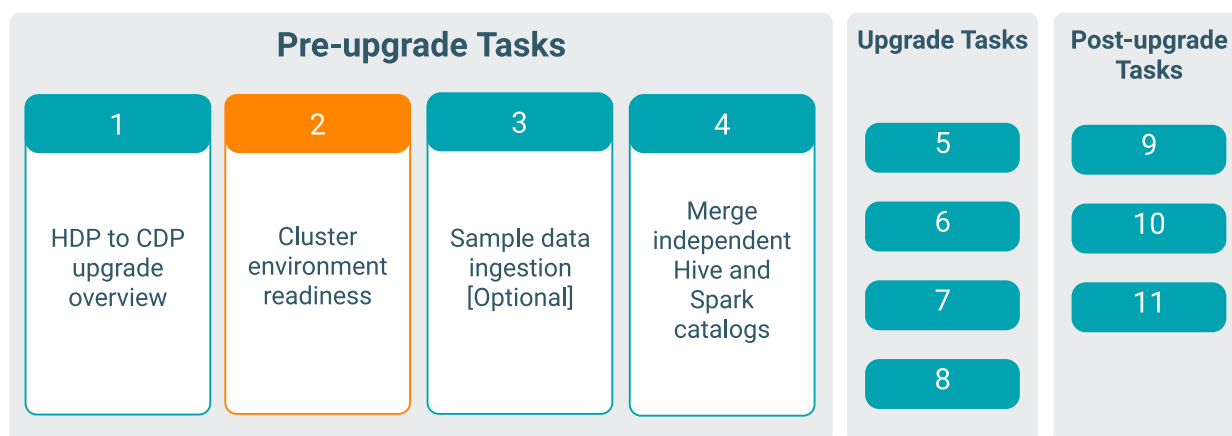 Pre-upgrade Tasks
1
HDP to CDP
upgrade
overview
2
Cluster
environment
readiness
3
Sample data
ingestion
[Optional]
4
Merge
independent
Hive and
Spark
catalogs
Upgrade Tasks
5
6
7
8
Post-upgrade
Tasks
9
10
11